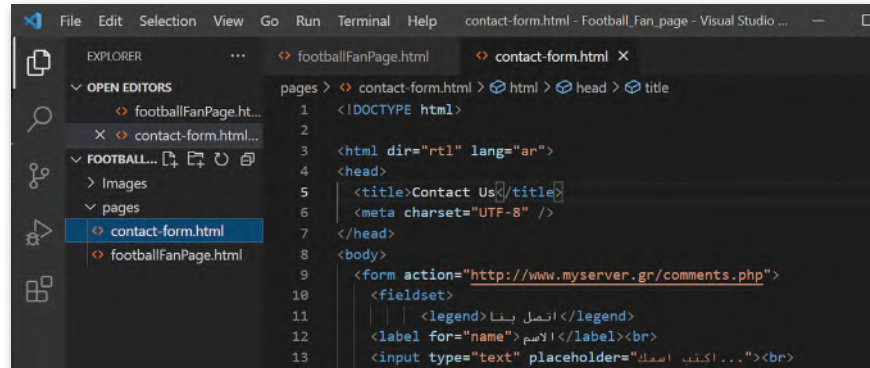 File Edit Selection View Go Run Terminal Help contact-form.html - Football_Fan_page - Visual Studio ...
EXPLORER ...
OPEN EDITORS
footballFanPage.ht...
contact-form.html...
FOOTBALL...
Images
pages
contact-form.html
footballFanPage.html
footballFanPage.html contact-form.html
pages > contact-form.html > html > head > title
1 <!DOCTYPE html>
2
3 <html dir="rtl" lang="ar">
4 <head>
5 <title>Contact Us</title>
6 <meta charset="UTF-8" />
7 </head>
8 <body>
9 <form action="http://www.myserver.gr/comments.php">
10 <fieldset>
11 <legend>اتصل بنا</legend>
12 <label for="name">الاسم</label><br>
13 <input type="text" placeholder="اكتب اسمك..."><br>